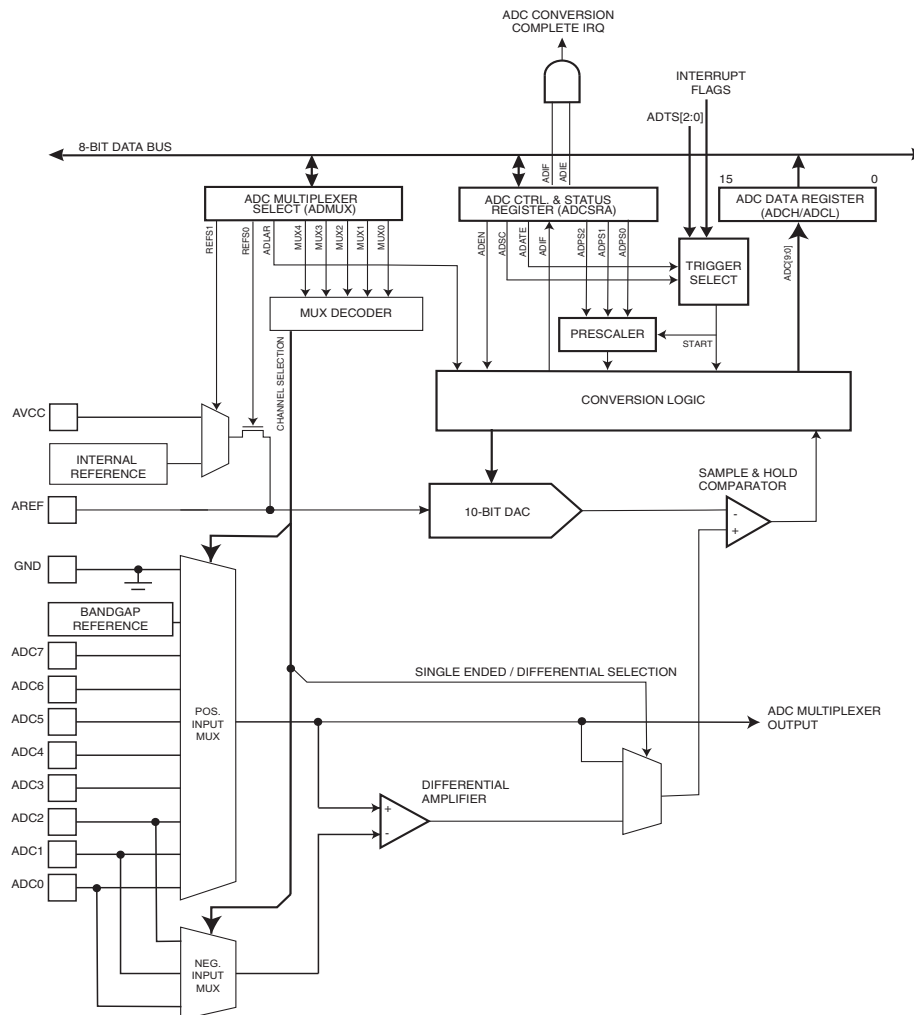 ADC CONVERSION
COMPLETE IRQ
INTERRUPT
FLAGS
ADTS[2:0]
8-BIT DATA BUS
ADIF
ADIE
15
0
ADC MULTIPLEXER
SELECT (ADMUX)
ADC CTRL. & STATUS
REGISTER (ADCSRA)
ADC DATA REGISTER
(ADCH/ADCL)
REFS1
REFS0
ADLAR
MUX4
MUX3
MUX2
MUX1
MUX0
ADEN
ADSC
ADATE
ADIF
ADPS2
ADPS1
ADPS0
TRIGGER
SELECT
ADC[9:0]
MUX DECODER
PRESCALER
START
CHANNEL SELECTION
CONVERSION LOGIC
AVCC
INTERNAL
REFERENCE
SAMPLE & HOLD
COMPARATOR
AREF
10-BIT DAC
-
+
GND
BANDGAP
REFERENCE
ADC7
SINGLE ENDED / DIFFERENTIAL SELECTION
ADC6
ADC5
POS.
INPUT
MUX
ADC MULTIPLEXER
OUTPUT
ADC4
ADC3
DIFFERENTIAL
AMPLIFIER
ADC2
+
-
ADC1
ADC0
NEG.
INPUT
MUX